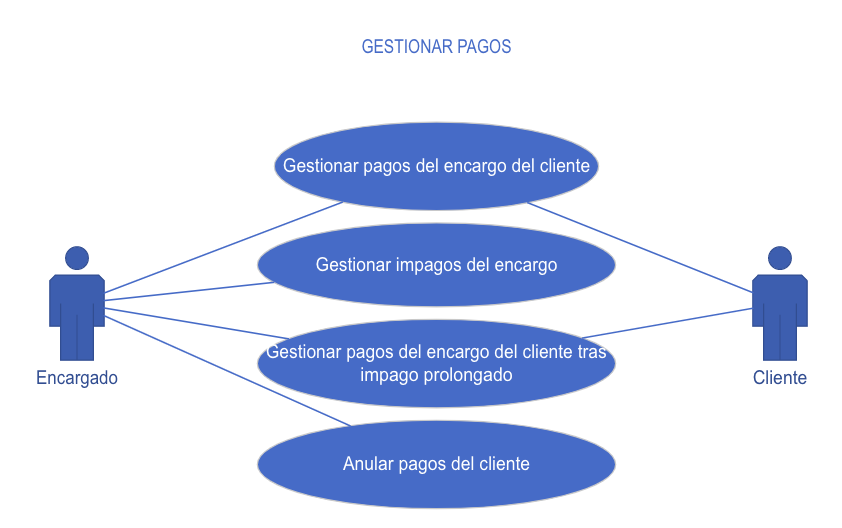 GESTIONAR PAGOS
Gestionar pagos del encargo del cliente
Gestionar impagos del encargo
Gestionar pagos del encargo del cliente tras
impago prolongado
Encargado
Cliente
Anular pagos del cliente